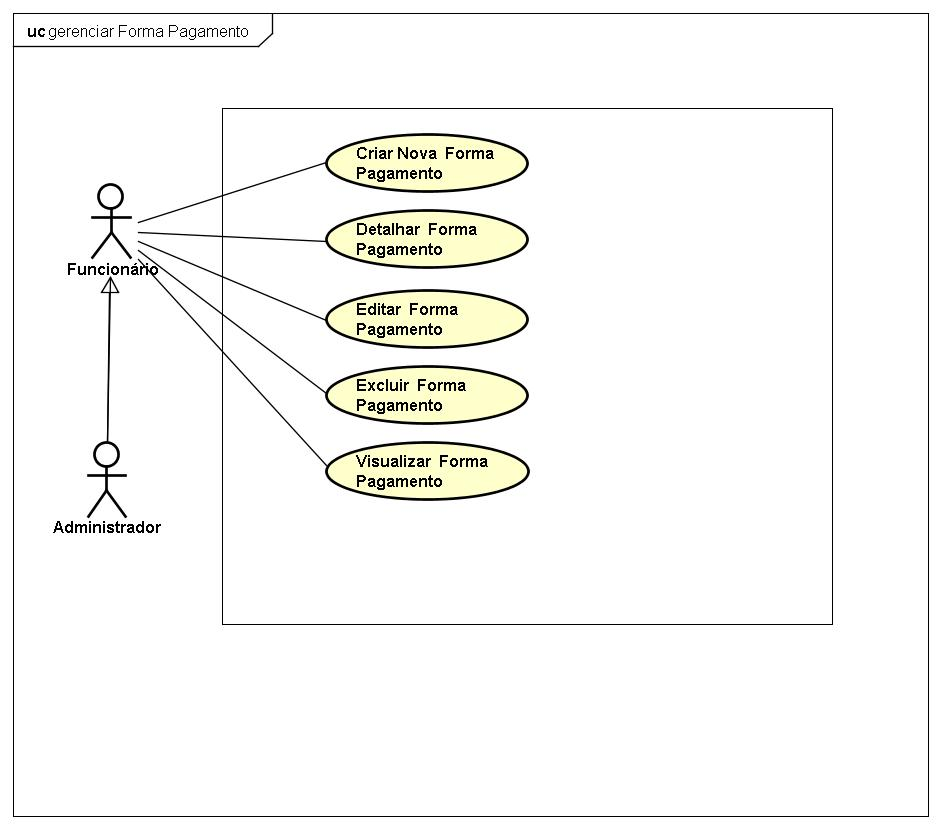 uc gerenciar Forma Pagamento
Criar Nova Forma
Pagamento
Detalhar Forma
Pagamento
Funcionário
Editar Forma
Pagamento
Excluir Forma
Pagamento
Visualizar Forma
Pagamento
Administrador